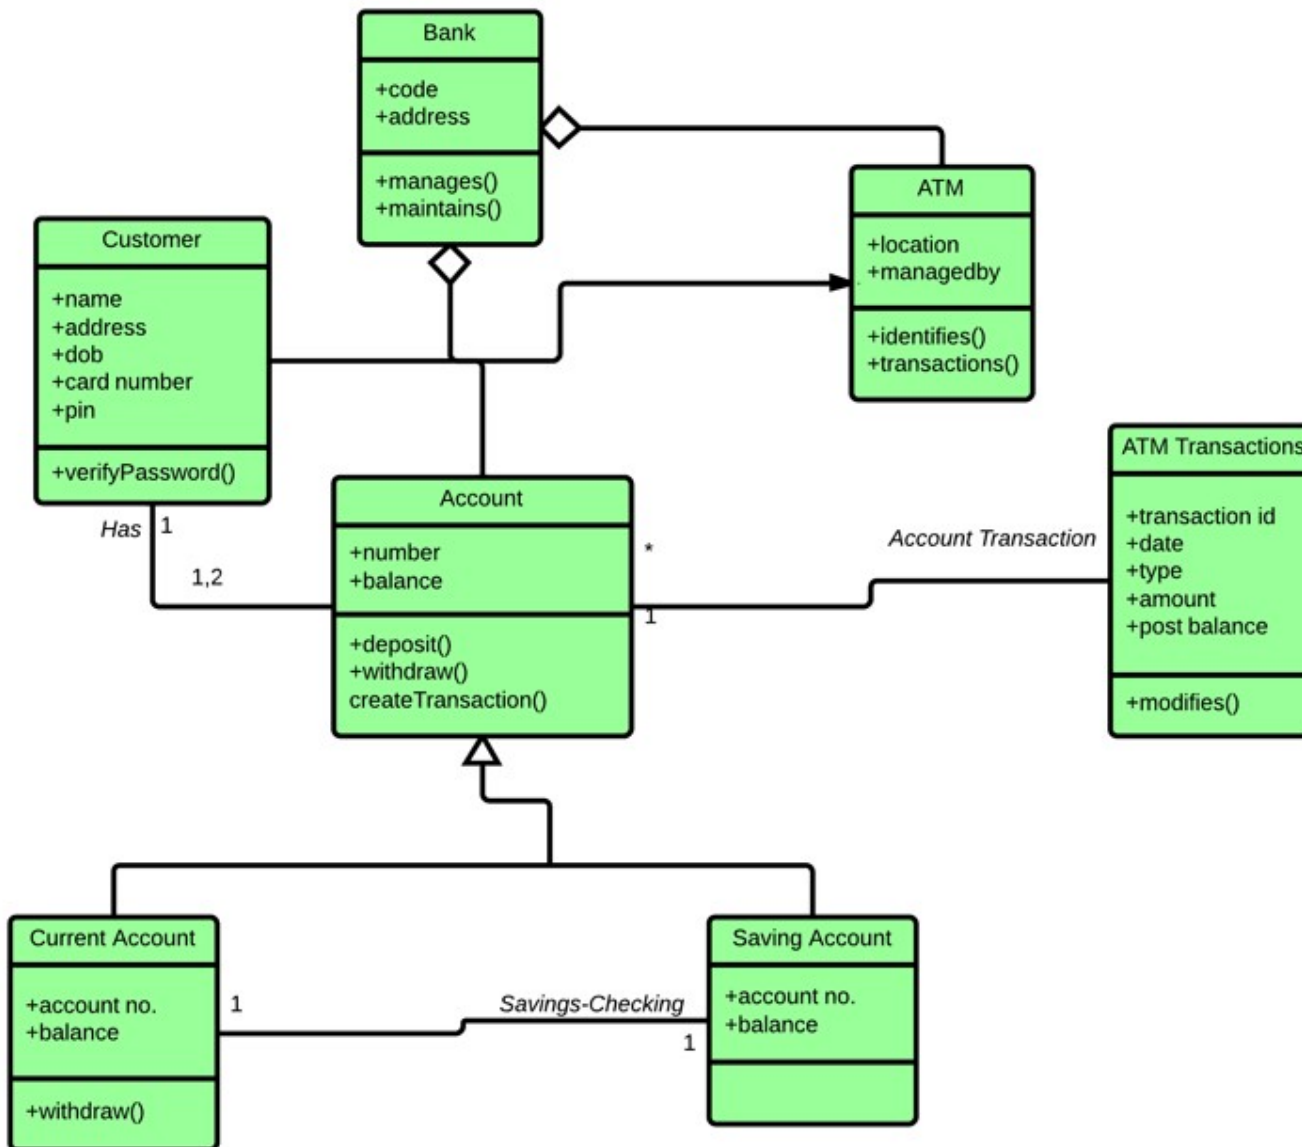 Bank
+code
+address
+manages()
+maintains()
ATM
+location
+managedby
+identifies()
+transactions()
Customer
+name
+address
+dob
+card number
+pin
+verifyPassword()
Has
1
1,2
Account
+number
+balance
+deposit()
+withdraw()
createTransaction()
*
1
Account Transaction
ATM Transactions
+transaction id
+date
+type
+amount
+post balance
+modifies()
Current Account
+account no.
+balance
+withdraw()
1
Savings-Checking
1
Saving Account
+account no.
+balance